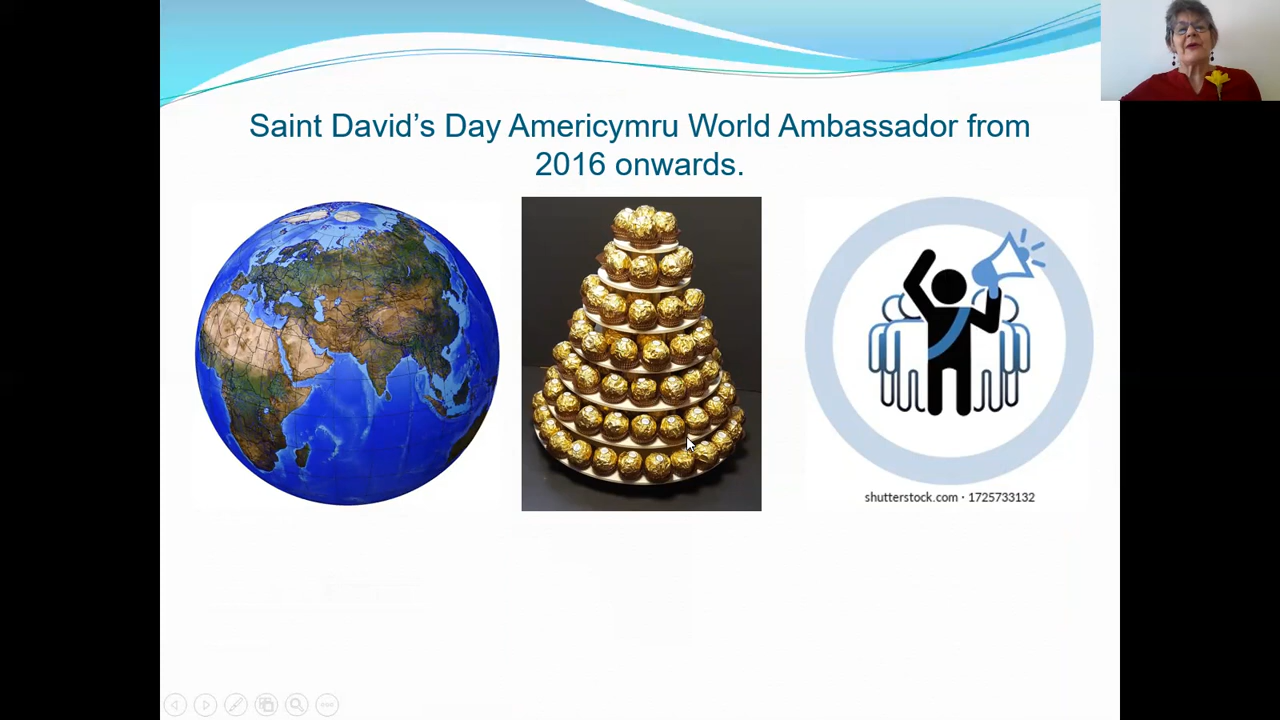 Saint David’s Day Americymru World Ambassador from
2016 onwards.
shutterstock.com · 1725733132